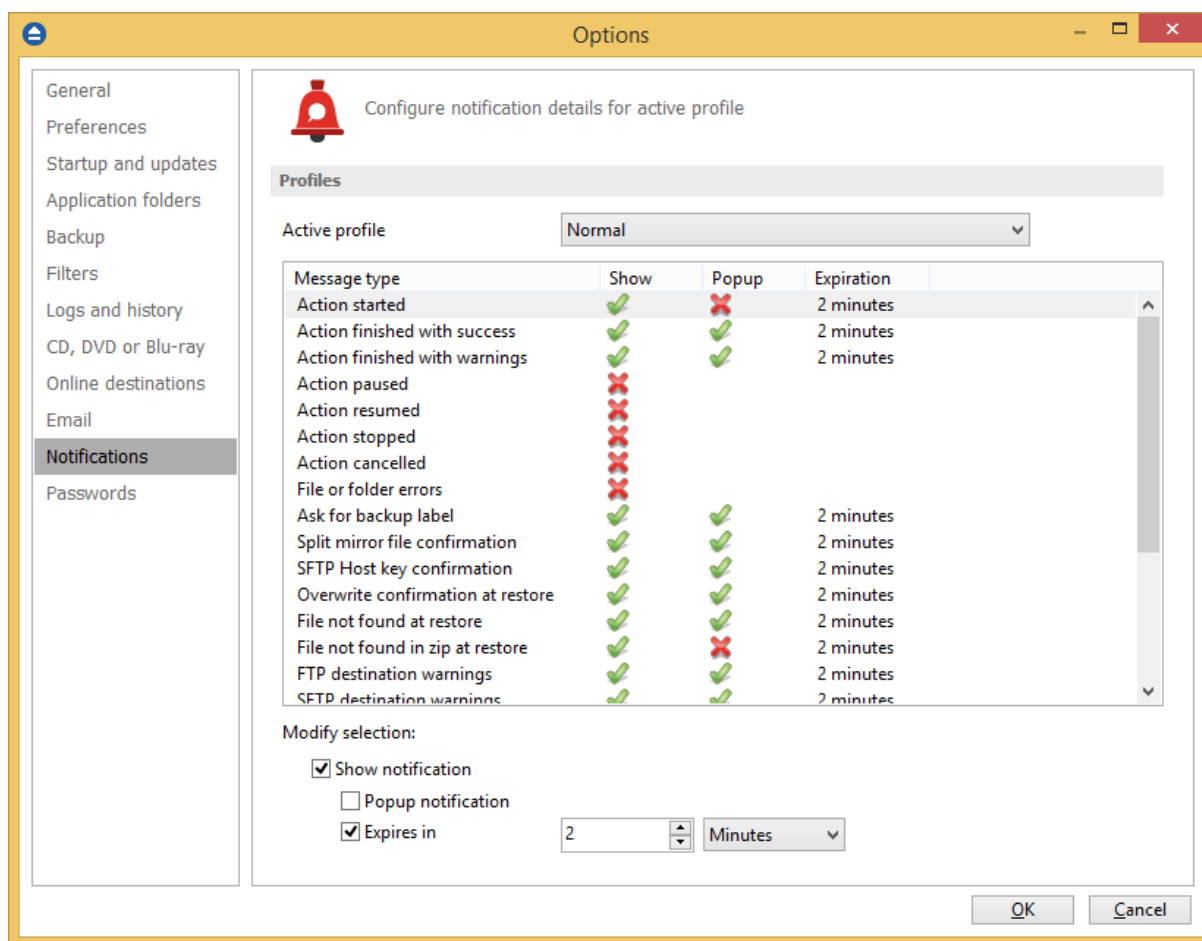 Options
General
Preferences
Startup and updates
Application folders
Backup
Filters
Logs and history
CD, DVD or Blu-ray
Online destinations
Email
Notifications
Passwords
Configure notification details for active profile
Profiles
Active profile Normal
Message type Show Popup Expiration
Action started 2 minutes
Action finished with success 2 minutes
Action finished with warnings 2 minutes
Action paused
Action resumed
Action stopped
Action cancelled
File or folder errors
Ask for backup label 2 minutes
Split mirror file confirmation 2 minutes
SFTP Host key confirmation 2 minutes
Overwrite confirmation at restore 2 minutes
File not found at restore 2 minutes
File not found in zip at restore 2 minutes
FTP destination warnings 2 minutes
SFTP destination warnings 2 minutes
Modify selection:
Show notification
Popup notification
Expires in 2 Minutes
OK Cancel